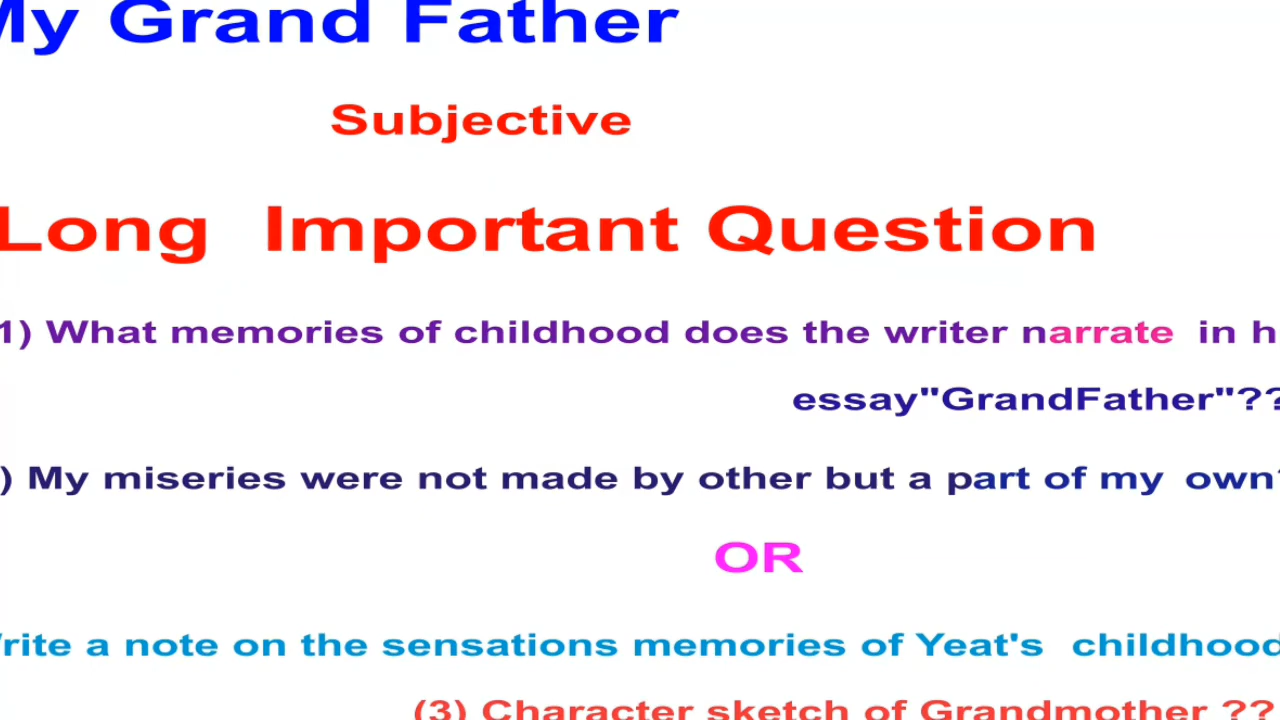 My Grand Father
Subjective
Long Important Question
1) What memories of childhood does the writer narrate in h
essay"GrandFather"??
) My miseries were not made by other but a part of my own?
OR
Write a note on the sensations memories of Yeat's childhood
(3) Character sketch of Grandmother ??